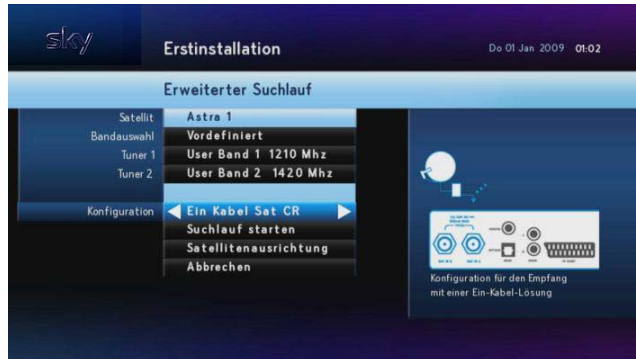 sky
Erstinstallation
Do 01 Jan 2009 01:02
Erweiterter Suchlauf
Satellit Astra 1
Bandauswahl Vordefiniert
Tuner 1 User Band 1 1210 Mhz
Tuner 2 User Band 2 1420 Mhz
Konfiguration Ein Kabel Sat CR
Suchlauf starten
Satellitenausrichtung
Abbrechen
Konfiguration für den Empfang
mit einer Ein-Kabel-Lösung